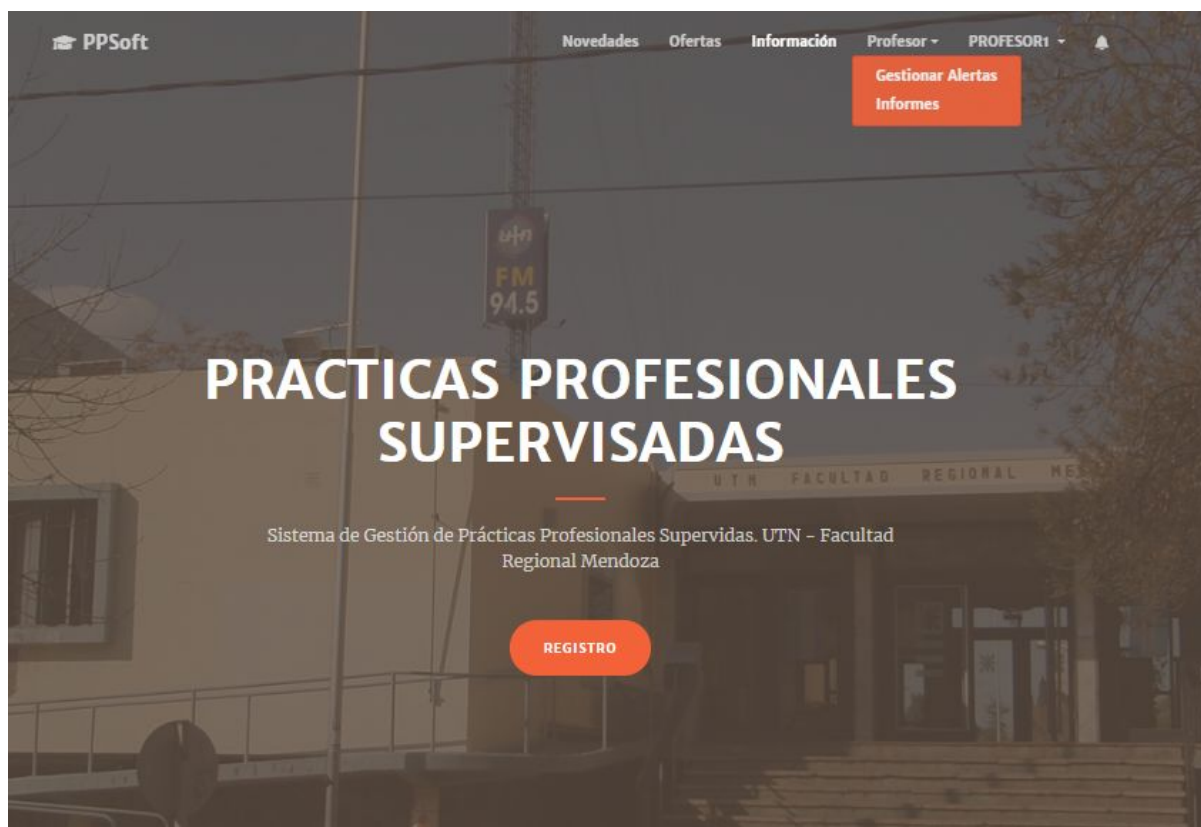 PPSoft
Novedades Ofertas Información Profesor PROFESOR1
Gestionar Alertas
Informes
utn
FM
94.5
PRACTICAS PROFESIONALES
SUPERVISADAS
UTN FACULTAD REGIONAL
Sistema de Gestión de Prácticas Profesionales Supervidas. UTN - Facultad
Regional Mendoza
REGISTRO